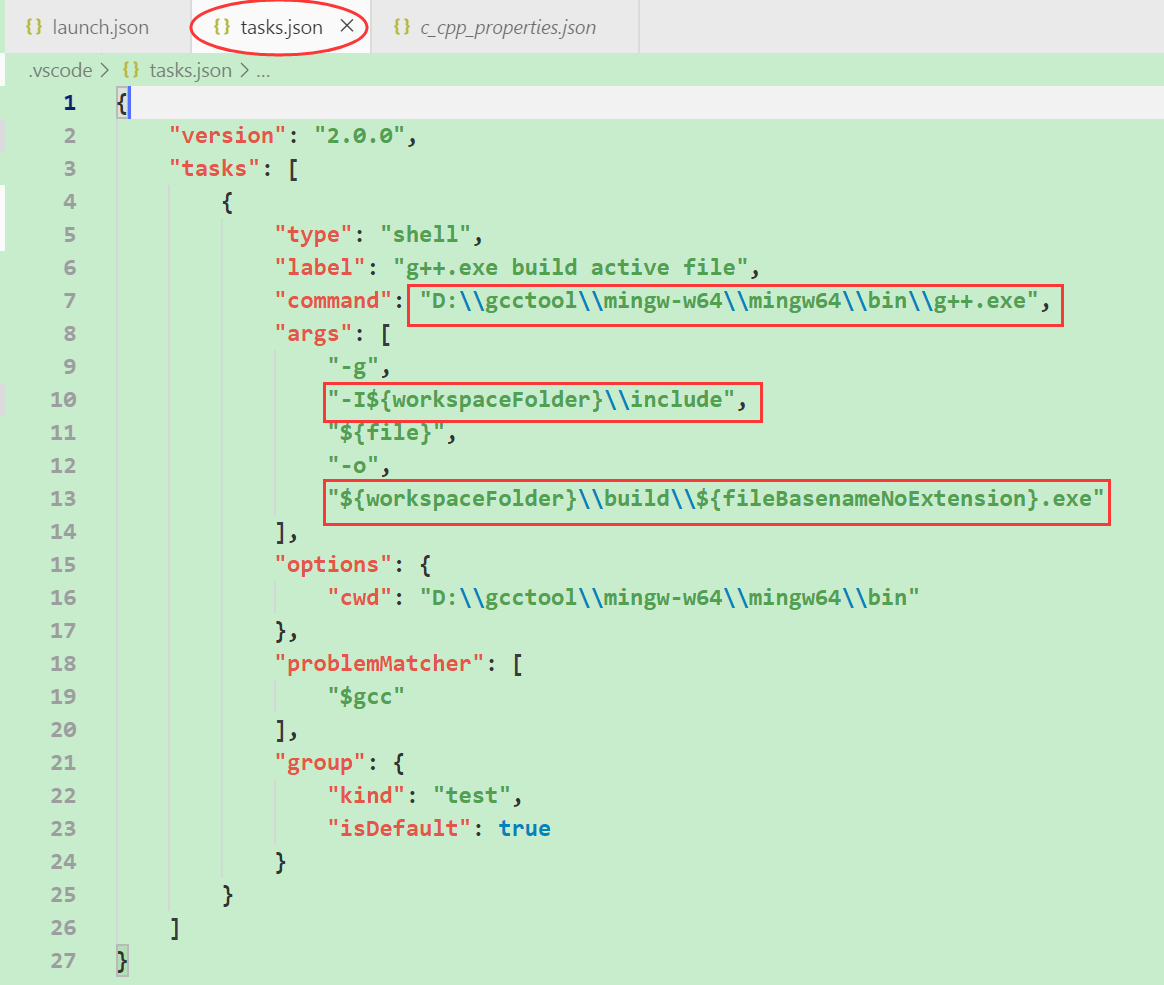 {} launch.json {} tasks.json × {} c_cpp_properties.json
.vscode > {} tasks.json > ...
1 {
2     "version": "2.0.0",
3     "tasks": [
4         {
5             "type": "shell",
6             "label": "g++.exe build active file",
7             "command": "D:\\gcctool\\mingw-w64\\mingw64\\bin\\g++.exe",
8             "args": [
9                 "-g",
10                 "-I${workspaceFolder}\\include",
11                 "${file}",
12                 "-o",
13                 "${workspaceFolder}\\build\\${fileBasenameNoExtension}.exe"
14             ],
15             "options": {
16                 "cwd": "D:\\gcctool\\mingw-w64\\mingw64\\bin"
17             },
18             "problemMatcher": [
19                 "$gcc"
20             ],
21             "group": {
22                 "kind": "test",
23                 "isDefault": true
24             }
25         }
26     ]
27 }